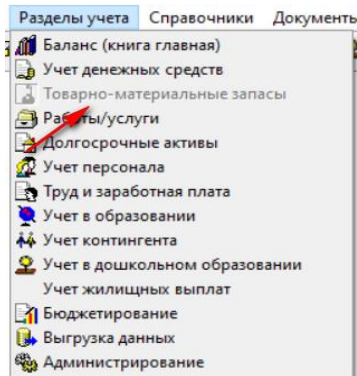 Разделы учета Справочники Документы
Баланс (книга главная)
Учет денежных средств
Товарно-материальные запасы
Работы/услуги
Долгосрочные активы
Учет персонала
Труд и заработная плата
Учет в образовании
Учет контингента
Учет в дошкольном образовании
Учет жилищных выплат
Бюджетирование
Выгрузка данных
Администрирование